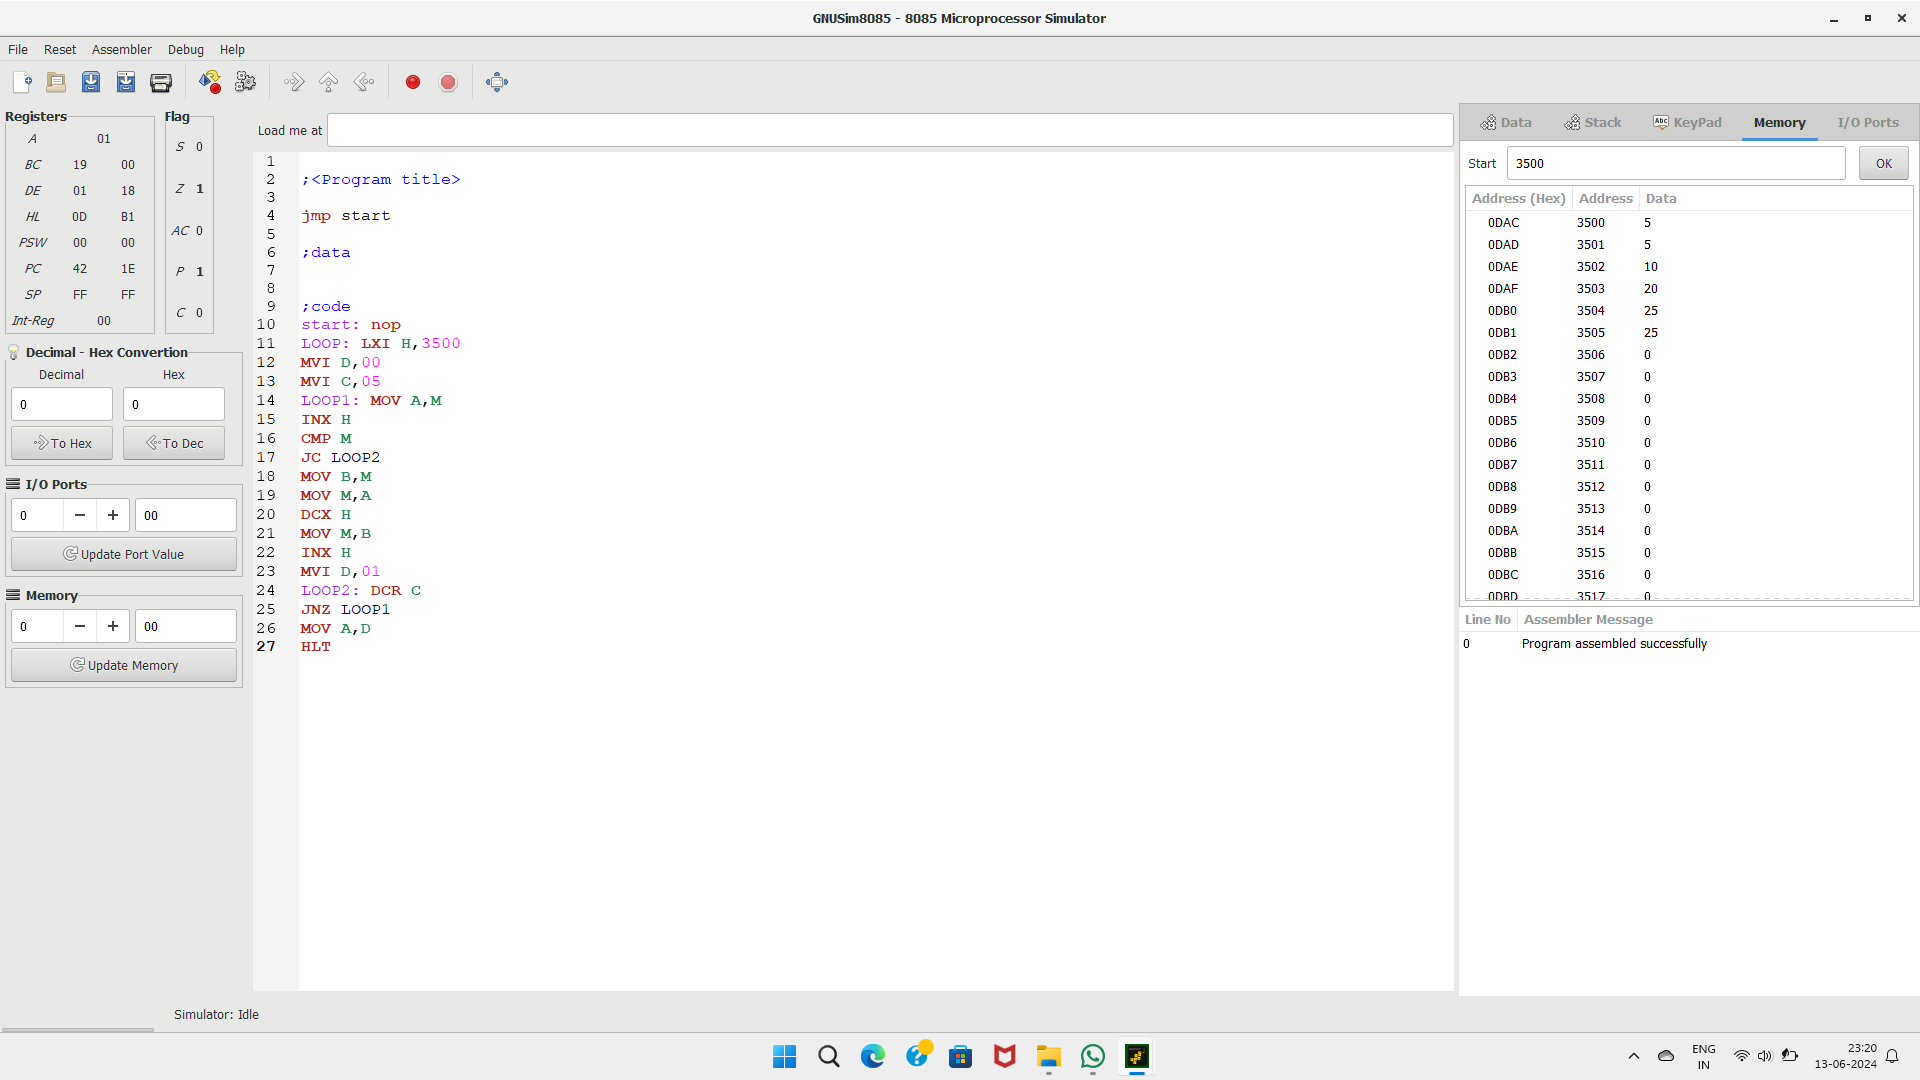 GNUSim8085 - 8085 Microprocessor Simulator
File Reset Assembler Debug Help
Registers
A 01
BC 19 00
DE 01 18
HL 0D B1
PSW 00 00
PC 42 1E
SP FF FF
Int-Reg 00
Flag
S 0
Z 1
AC 0
P 1
C 0
Decimal - Hex Convertion
Decimal Hex
0 0
To Hex To Dec
I/O Ports
0 − + 00
Update Port Value
Memory
0 − + 00
Update Memory
Load me at
1
2 ;<Program title>
3
4 jmp start
5
6 ;data
7
8
9 ;code
10 start: nop
11 LOOP: LXI H,3500
12 MVI D,00
13 MVI C,05
14 LOOP1: MOV A,M
15 INX H
16 CMP M
17 JC LOOP2
18 MOV B,M
19 MOV M,A
20 DCX H
21 MOV M,B
22 INX H
23 MVI D,01
24 LOOP2: DCR C
25 JNZ LOOP1
26 MOV A,D
27 HLT
Data Stack Abc KeyPad Memory I/O Ports
Start 3500 OK
Address (Hex) Address Data
0DAC 3500 5
0DAD 3501 5
0DAE 3502 10
0DAF 3503 20
0DB0 3504 25
0DB1 3505 25
0DB2 3506 0
0DB3 3507 0
0DB4 3508 0
0DB5 3509 0
0DB6 3510 0
0DB7 3511 0
0DB8 3512 0
0DB9 3513 0
0DBA 3514 0
0DBB 3515 0
0DBC 3516 0
0DBD 3517 0
Line No Assembler Message
0 Program assembled successfully
Simulator: Idle
ENG
IN
23:20
13-06-2024